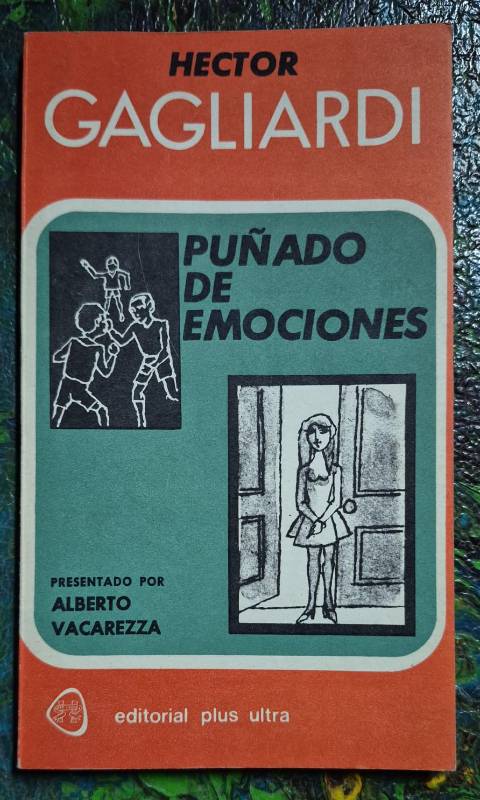 HECTOR
GAGLIARDI
PUÑADO
DE
EMOCIONES
PRESENTADO POR
ALBERTO
VACAREZZA
editorial plus ultra